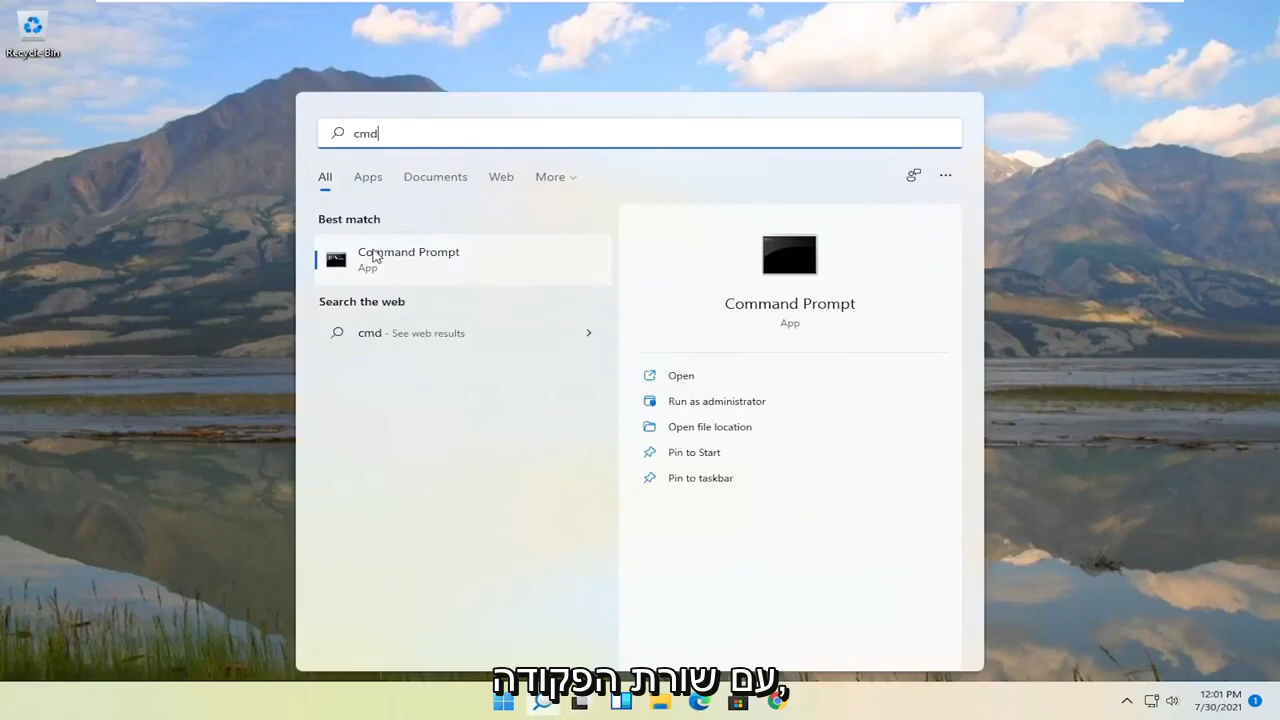 Recycle Bin
cmd
All Apps Documents Web More
Best match
Command Prompt
App
Search the web
cmd - See web results
Command Prompt
App
Open
Run as administrator
Open file location
Pin to Start
Pin to taskbar
עם שורת הפקודה,
12:01 PM
7/30/2021
1